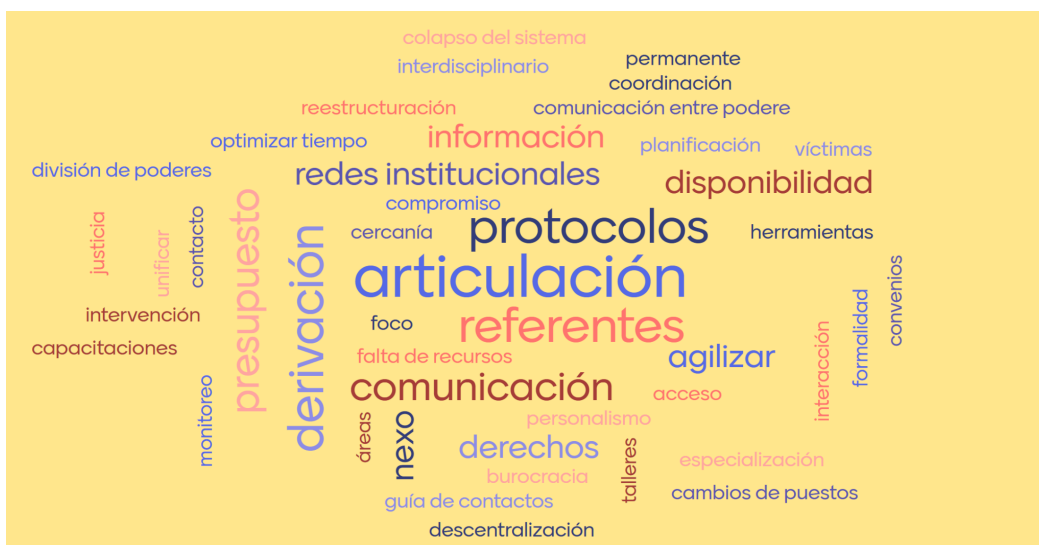 colapso del sistema
interdisciplinario
permanente
coordinación
reestructuración
comunicación entre podere
optimizar tiempo
información
planificación
víctimas
división de poderes
redes institucionales
disponibilidad
compromiso
cercanía
protocolos
herramientas
justicia
unificar
contacto
presupuesto
derivación
articulación
convenios
intervención
foco
referentes
formalidad
capacitaciones
falta de recursos
agilizar
interacción
monitoreo
comunicación
acceso
áreas
nexo
personalismo
derechos
talleres
especialización
burocracia
guía de contactos
cambios de puestos
descentralización